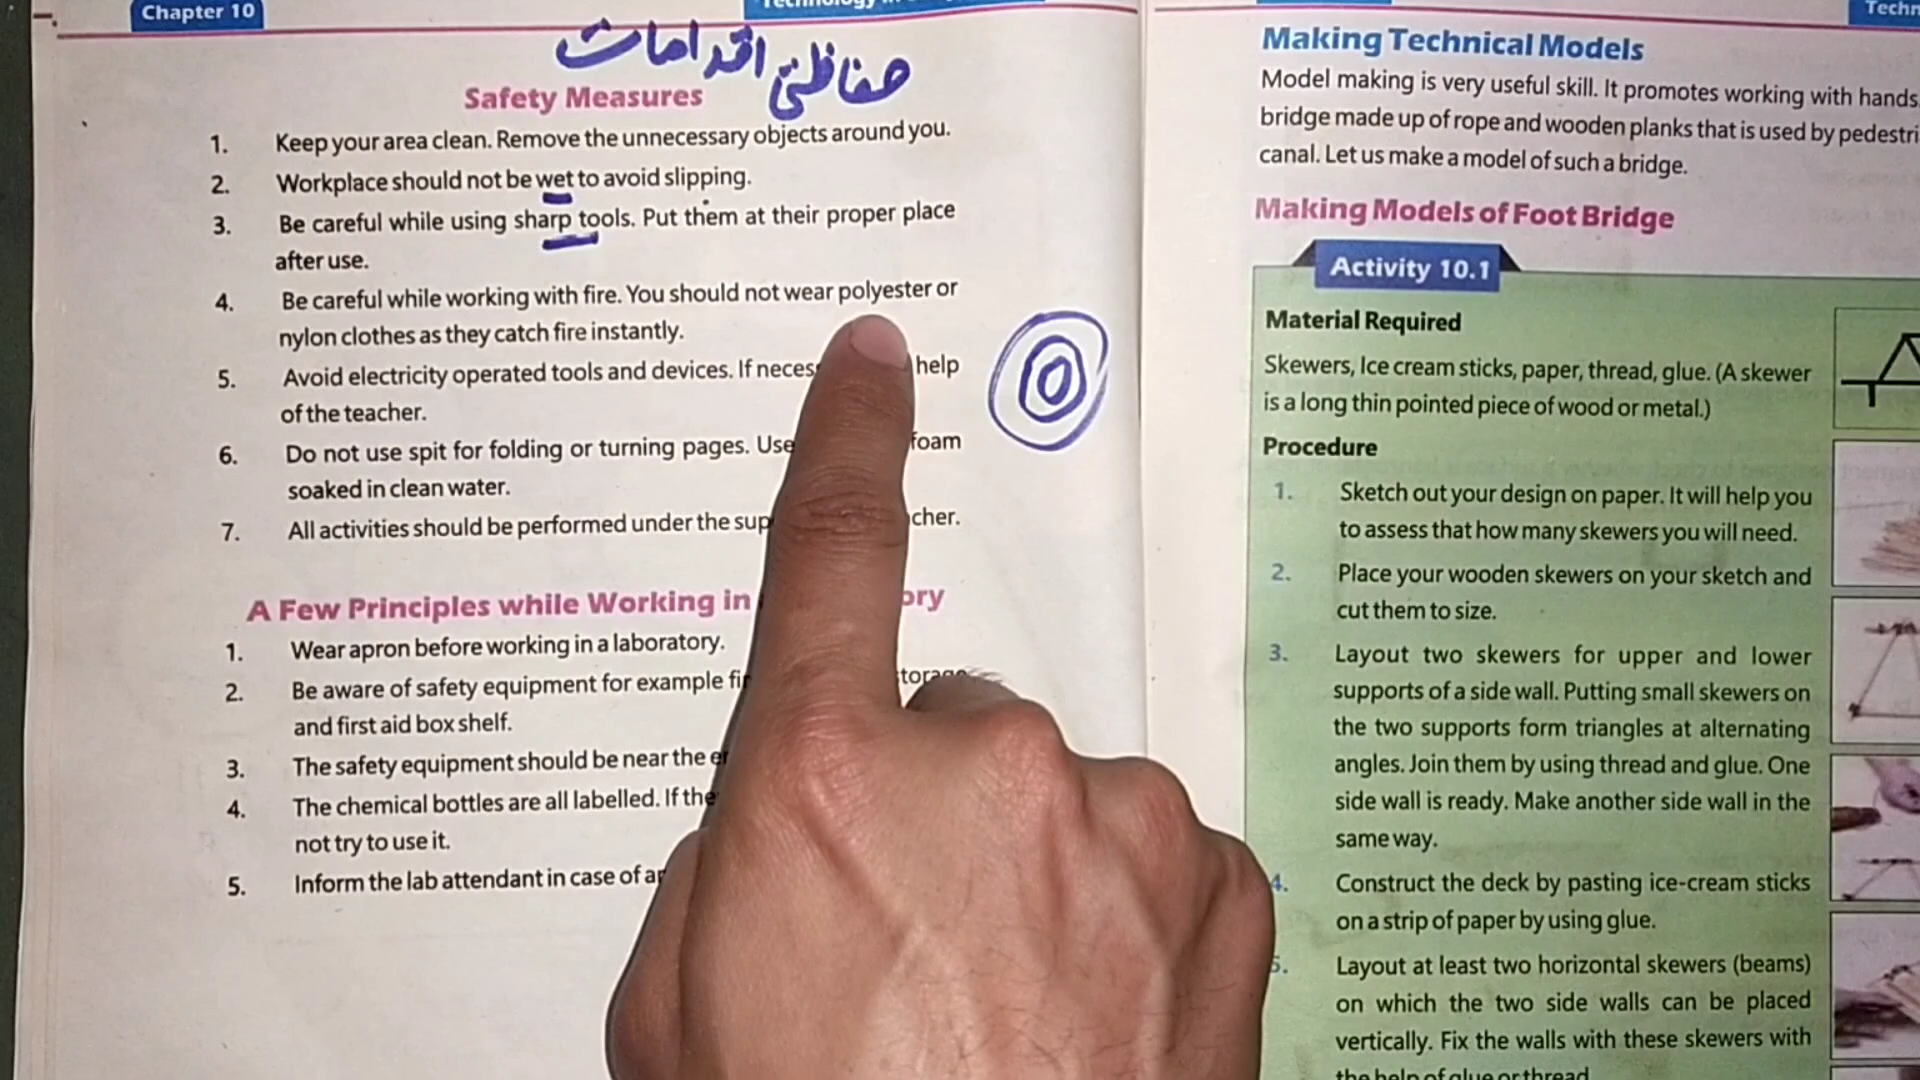 Chapter 10
حفاظتی اقدامات
Safety Measures
1. Keep your area clean. Remove the unnecessary objects around you.
2. Workplace should not be wet to avoid slipping.
3. Be careful while using sharp tools. Put them at their proper place
after use.
4. Be careful while working with fire. You should not wear polyester or
nylon clothes as they catch fire instantly.
5. Avoid electricity operated tools and devices. If help
of the teacher.
6. Do not use spit for folding or turning pages. Use foam
soaked in clean water.
7. All activities should be performed under the
A Few Principles while Working in
1. Wear apron before working in a laboratory.
2. Be aware of safety equipment for example
and first aid box shelf.
3. The safety equipment should be near the
4. The chemical bottles are all labelled. If
not try to use it.
5. Inform the lab attendant in case of
Making Technical Models
Model making is very useful skill. It promotes working with hands.
bridge made up of rope and wooden planks that is used by
canal. Let us make a model of such a bridge.
Making Models of Foot Bridge
Activity 10.1
Material Required
Skewers, Ice cream sticks, paper, thread, glue. (A skewer
is a long thin pointed piece of wood or metal.)
Procedure
1. Sketch out your design on paper. It will help you
to assess that how many skewers you will need.
2. Place your wooden skewers on your sketch and
cut them to size.
3. Layout two skewers for upper and lower
supports of a side wall. Putting small skewers on
the two supports form triangles at alternating
angles. Join them by using thread and glue. One
side wall is ready. Make another side wall in the
same way.
4. Construct the deck by pasting ice-cream sticks
on a strip of paper by using glue.
5. Layout at least two horizontal skewers (beams)
on which the two side walls can be placed
vertically. Fix the walls with these skewers with
the help of glue or thread